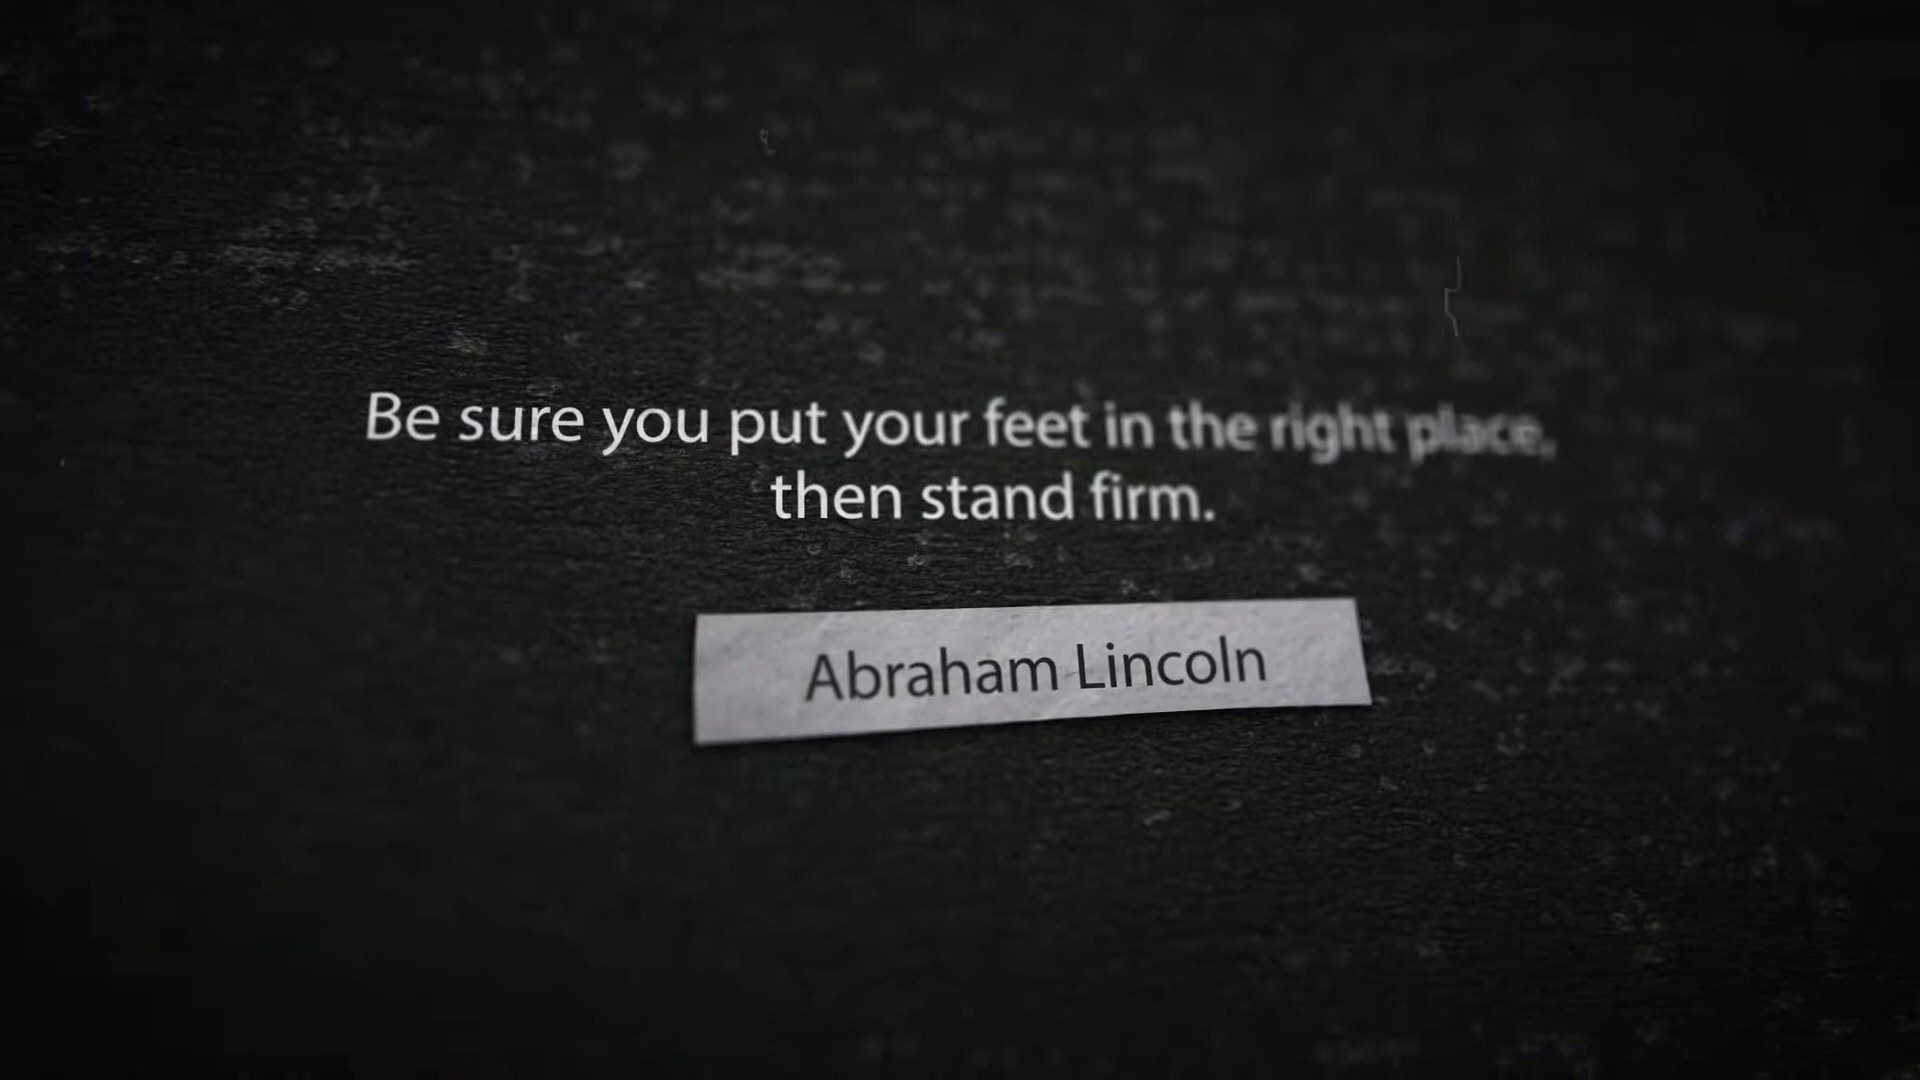 Be sure you put your feet in the right place,
then stand firm.
Abraham Lincoln